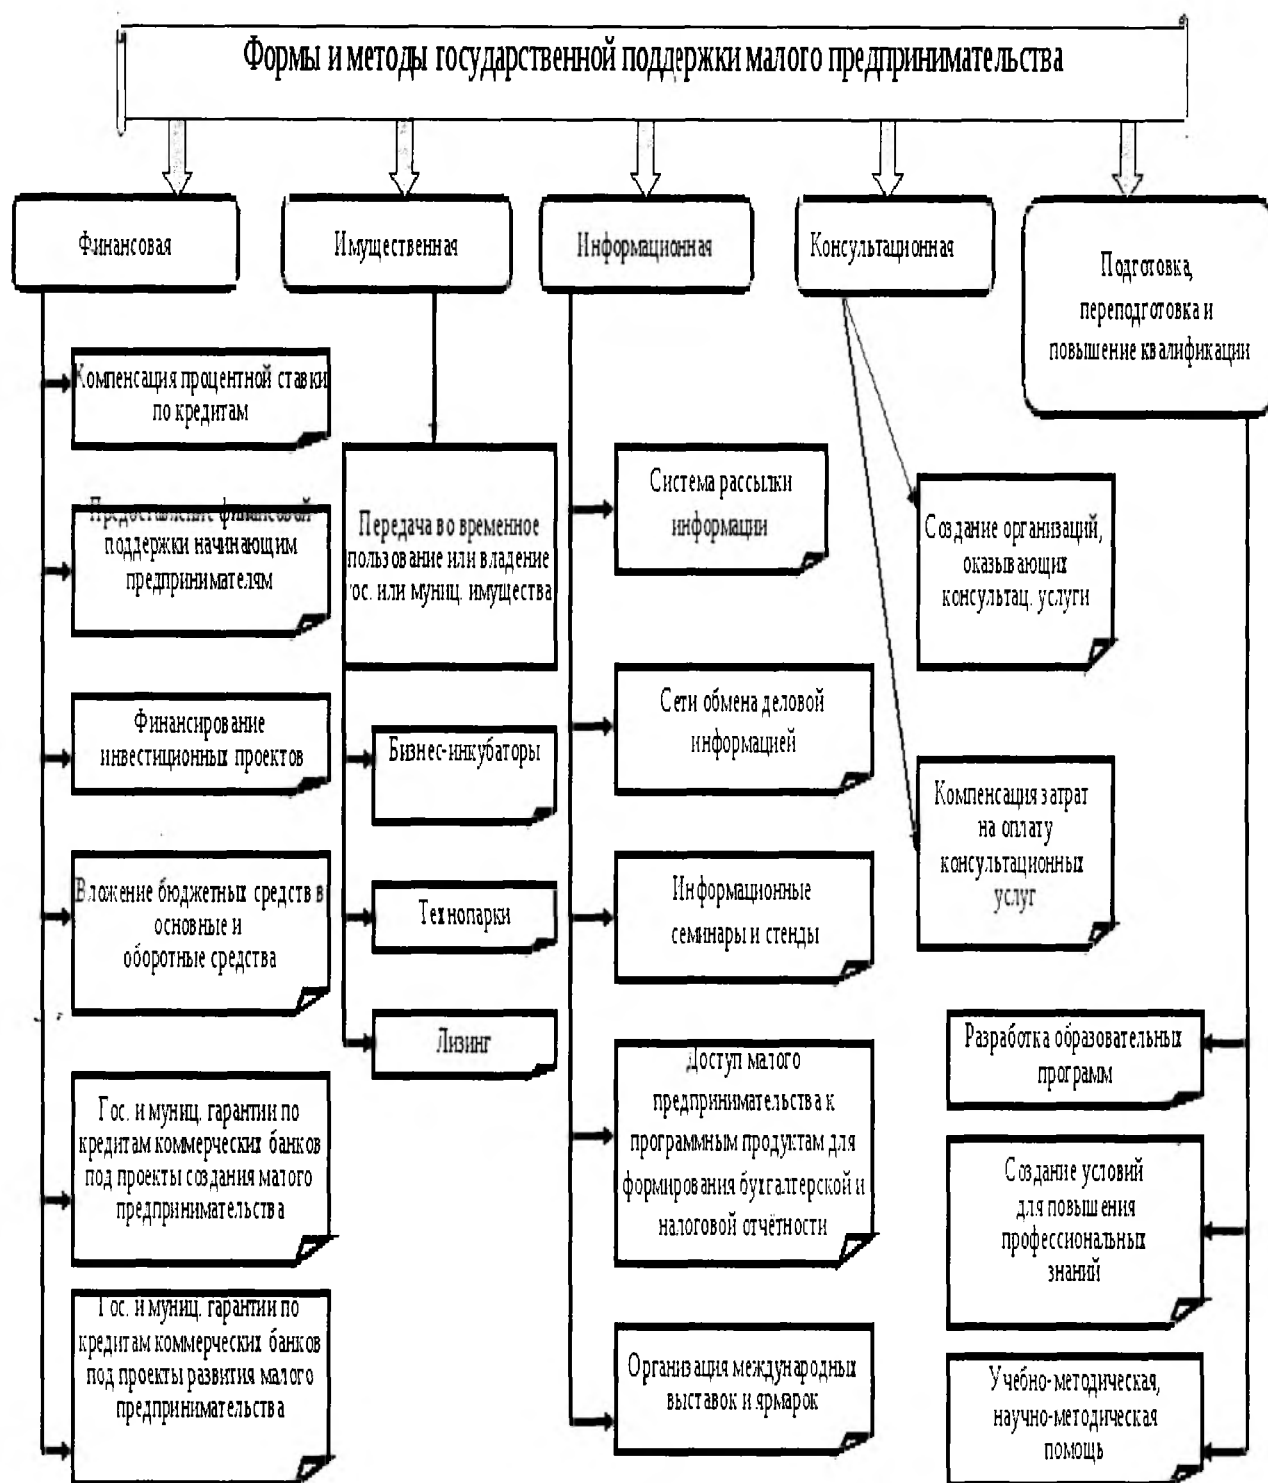 Формы и методы государственной поддержки малого предпринимательства
Финансовая
Имущественная
Информационная
Консультационная
Подготовка,
переподготовка и
повышение квалификации
Компенсация процентной ставки
по кредитам
Предоставление финансовой
поддержки начинающим
предпринимателям
Финансирование
инвестиционных проектов
Вложение бюджетных средств в
основные и
оборотные средства
Гос. и муниц. гарантии по
кредитам коммерческих банков
под проекты создания малого
предпринимательства
Гос. и муниц. гарантии по
кредитам коммерческих банков
под проекты развития малого
предпринимательства
Передача во временное
пользование или владение
гос. или муниц. имущества
Бизнес-инкубаторы
Технопарки
Лизинг
Система рассылки
информации
Сети обмена деловой
информацией
Информационные
семинары и стенды
Доступ малого
предпринимательства к
программным продуктам для
формирования бухгалтерской и
налоговой отчётности
Организация международных
выставок и ярмарок
Создание организаций,
оказывающих
консультац. услуги
Компенсация затрат
на оплату
консультационных
услуг
Разработка образовательных
программ
Создание условий
для повышения
профессиональных
знаний
Учебно-методическая,
научно-методическая
помощь